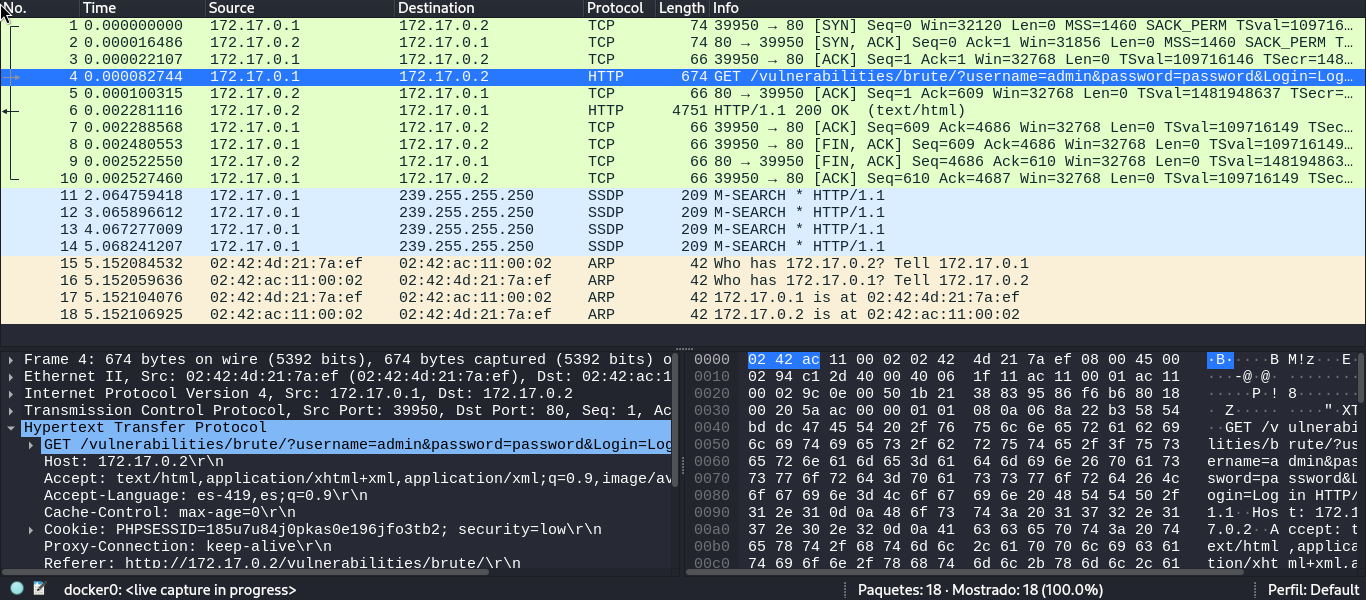 No. Time Source Destination Protocol Length Info
1 0.000000000 172.17.0.1 172.17.0.2 TCP 74 39950 → 80 [SYN] Seq=0 Win=32120 Len=0 MSS=1460 SACK_PERM TSval=109716…
2 0.000016486 172.17.0.2 172.17.0.1 TCP 74 80 → 39950 [SYN, ACK] Seq=0 Ack=1 Win=31856 Len=0 MSS=1460 SACK_PERM T…
3 0.000022107 172.17.0.1 172.17.0.2 TCP 66 39950 → 80 [ACK] Seq=1 Ack=1 Win=32768 Len=0 TSval=109716146 TSecr=148…
4 0.000082744 172.17.0.1 172.17.0.2 HTTP 674 GET /vulnerabilities/brute/?username=admin&password=password&Login=Log…
5 0.000100315 172.17.0.2 172.17.0.1 TCP 66 80 → 39950 [ACK] Seq=1 Ack=609 Win=32768 Len=0 TSval=1481948637 TSecr=…
6 0.002281116 172.17.0.2 172.17.0.1 HTTP 4751 HTTP/1.1 200 OK  (text/html)
7 0.002288568 172.17.0.1 172.17.0.2 TCP 66 39950 → 80 [ACK] Seq=609 Ack=4686 Win=32768 Len=0 TSval=109716149 TSec…
8 0.002480553 172.17.0.1 172.17.0.2 TCP 66 39950 → 80 [FIN, ACK] Seq=609 Ack=4686 Win=32768 Len=0 TSval=109716149…
9 0.002522550 172.17.0.2 172.17.0.1 TCP 66 80 → 39950 [FIN, ACK] Seq=4686 Ack=610 Win=32768 Len=0 TSval=148194863…
10 0.002527460 172.17.0.1 172.17.0.2 TCP 66 39950 → 80 [ACK] Seq=610 Ack=4687 Win=32768 Len=0 TSval=109716149 TSec…
11 2.064759418 172.17.0.1 239.255.255.250 SSDP 209 M-SEARCH * HTTP/1.1
12 3.065896612 172.17.0.1 239.255.255.250 SSDP 209 M-SEARCH * HTTP/1.1
13 4.067277009 172.17.0.1 239.255.255.250 SSDP 209 M-SEARCH * HTTP/1.1
14 5.068241207 172.17.0.1 239.255.255.250 SSDP 209 M-SEARCH * HTTP/1.1
15 5.152084532 02:42:4d:21:7a:ef 02:42:ac:11:00:02 ARP 42 Who has 172.17.0.2? Tell 172.17.0.1
16 5.152059636 02:42:ac:11:00:02 02:42:4d:21:7a:ef ARP 42 Who has 172.17.0.1? Tell 172.17.0.2
17 5.152104076 02:42:4d:21:7a:ef 02:42:ac:11:00:02 ARP 42 172.17.0.1 is at 02:42:4d:21:7a:ef
18 5.152106925 02:42:ac:11:00:02 02:42:4d:21:7a:ef ARP 42 172.17.0.2 is at 02:42:ac:11:00:02
Frame 4: 674 bytes on wire (5392 bits), 674 bytes captured (5392 bits) o
Ethernet II, Src: 02:42:4d:21:7a:ef (02:42:4d:21:7a:ef), Dst: 02:42:ac:1
Internet Protocol Version 4, Src: 172.17.0.1, Dst: 172.17.0.2
Transmission Control Protocol, Src Port: 39950, Dst Port: 80, Seq: 1, Ac
Hypertext Transfer Protocol
GET /vulnerabilities/brute/?username=admin&password=password&Login=Log
Host: 172.17.0.2\r\n
Accept: text/html,application/xhtml+xml,application/xml;q=0.9,image/av
Accept-Language: es-419,es;q=0.9\r\n
Cache-Control: max-age=0\r\n
Cookie: PHPSESSID=185u7u84j0pkas0e196jfo3tb2; security=low\r\n
Proxy-Connection: keep-alive\r\n
Referer: http://172.17.0.2/vulnerabilities/brute/\r\n
0000 02 42 ac 11 00 02 02 42 4d 21 7a ef 08 00 45 00 ·B·····B M!z···E·
0010 02 94 c1 2d 40 00 40 06 1f 11 ac 11 00 01 ac 11 ···-@·@· ········
0020 00 02 9c 0e 00 50 1b 21 38 83 95 86 f6 b6 80 18 ·····P·! 8·······
0030 00 20 5a ac 00 00 01 01 08 0a 06 8a 22 b3 58 54 · Z····· ····"·XT
0040 bd dc 47 45 54 20 2f 76 75 6c 6e 65 72 61 62 69 ··GET /v ulnerabi
0050 6c 69 74 69 65 73 2f 62 72 75 74 65 2f 3f 75 73 lities/b rute/?us
0060 65 72 6e 61 6d 65 3d 61 64 6d 69 6e 26 70 61 73 ername=a dmin&pas
0070 73 77 6f 72 64 3d 70 61 73 73 77 6f 72 64 26 4c sword=pa ssword&L
0080 6f 67 69 6e 3d 4c 6f 67 69 6e 20 48 54 54 50 2f ogin=Log in HTTP/
0090 31 2e 31 0d 0a 48 6f 73 74 3a 20 31 37 32 2e 31 1.1··Hos t: 172.1
00a0 37 2e 30 2e 32 0d 0a 41 63 63 65 70 74 3a 20 74 7.0.2··A ccept: t
00b0 65 78 74 2f 68 74 6d 6c 2c 61 70 70 6c 69 63 61 ext/html ,applica
00c0 74 69 6f 6e 2f 78 68 74 6d 6c 2b 78 6d 6c 2c 61 tion/xht ml+xml,a
docker0: <live capture in progress> Paquetes: 18 · Mostrado: 18 (100.0%) Perfil: Default